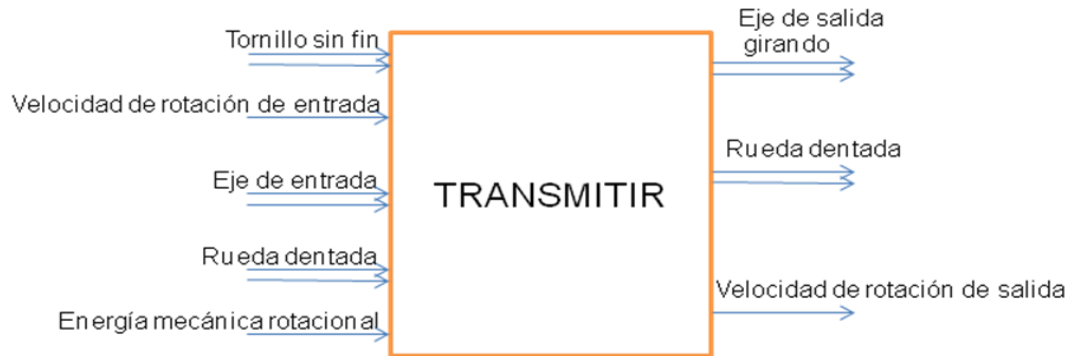 Tornillo sin fin
Velocidad de rotación de entrada
Eje de entrada
Rueda dentada
Energía mecánica rotacional
TRANSMITIR
Eje de salida
girando
Rueda dentada
Velocidad de rotación de salida